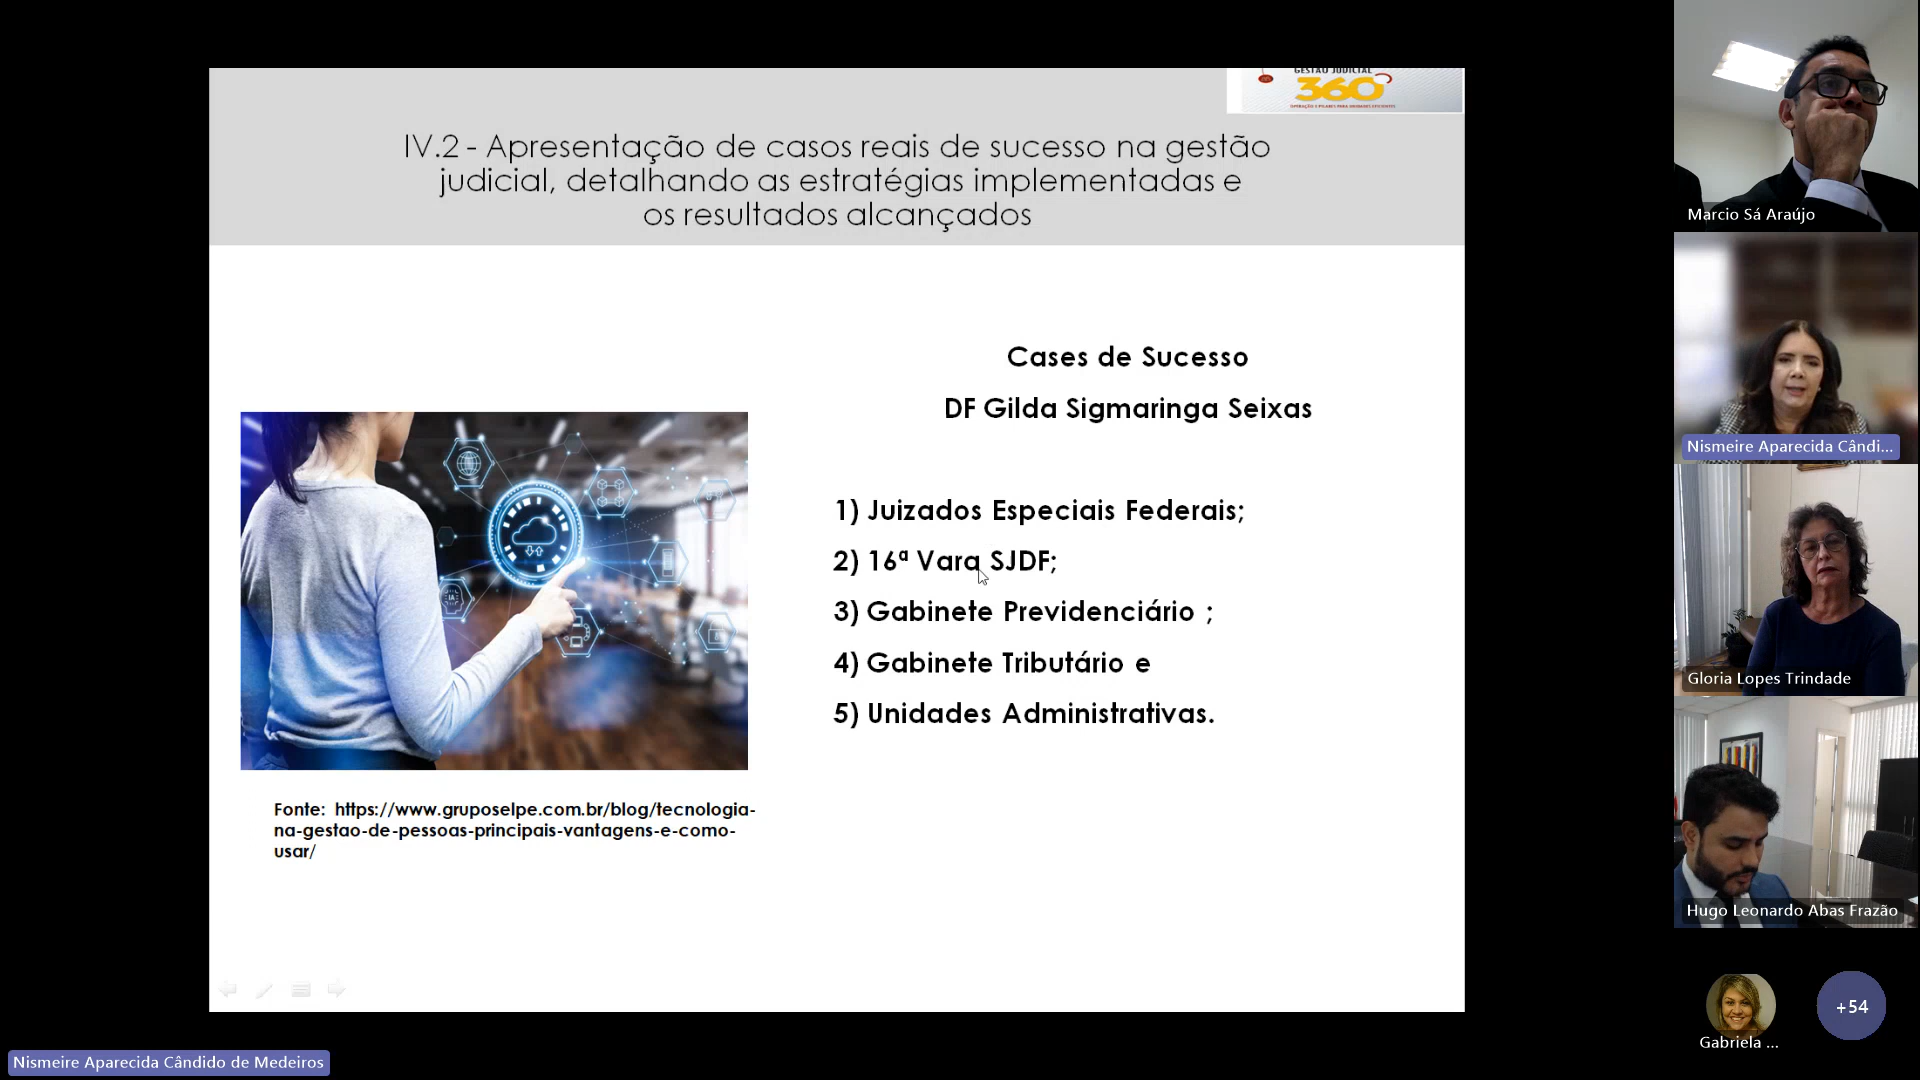 GESTÃO JUDICIAL
360º
IV.2 - Apresentação de casos reais de sucesso na gestão
judicial, detalhando as estratégias implementadas e
os resultados alcançados
Cases de Sucesso
DF Gilda Sigmaringa Seixas
1) Juizados Especiais Federais;
2) 16ª Vara SJDF;
3) Gabinete Previdenciário ;
4) Gabinete Tributário e
5) Unidades Administrativas.
IA
Fonte: https://www.gruposelpe.com.br/blog/tecnologia-
na-gestao-de-pessoas-principais-vantagens-e-como-
usar/
Marcio Sá Araújo
Nismeire Aparecida Cândi...
Gloria Lopes Trindade
Hugo Leonardo Abas Frazão
Gabriela ...
+54
Nismeire Aparecida Cândido de Medeiros